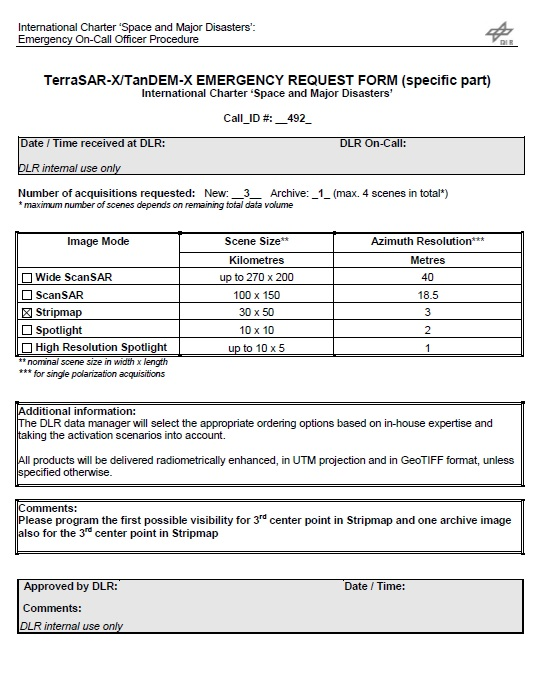 International Charter 'Space and Major Disasters':
Emergency On-Call Officer Procedure
DLR
TerraSAR-X/TanDEM-X EMERGENCY REQUEST FORM (specific part)
International Charter 'Space and Major Disasters'
Call_ID #: __492_
Date / Time received at DLR: DLR On-Call:
DLR internal use only
Number of acquisitions requested: New: __3__ Archive: _1_ (max. 4 scenes in total*)
* maximum number of scenes depends on remaining total data volume
Image Mode Scene Size** Azimuth Resolution***
Kilometres Metres
☐ Wide ScanSAR up to 270 x 200 40
☐ ScanSAR 100 x 150 18.5
☒ Stripmap 30 x 50 3
☐ Spotlight 10 x 10 2
☐ High Resolution Spotlight up to 10 x 5 1
** nominal scene size in width x length
*** for single polarization acquisitions
Additional information:
The DLR data manager will select the appropriate ordering options based on in-house expertise and
taking the activation scenarios into account.
All products will be delivered radiometrically enhanced, in UTM projection and in GeoTIFF format, unless
specified otherwise.
Comments:
Please program the first possible visibility for 3rd center point in Stripmap and one archive image
also for the 3rd center point in Stripmap
Approved by DLR: Date / Time:
Comments:
DLR internal use only